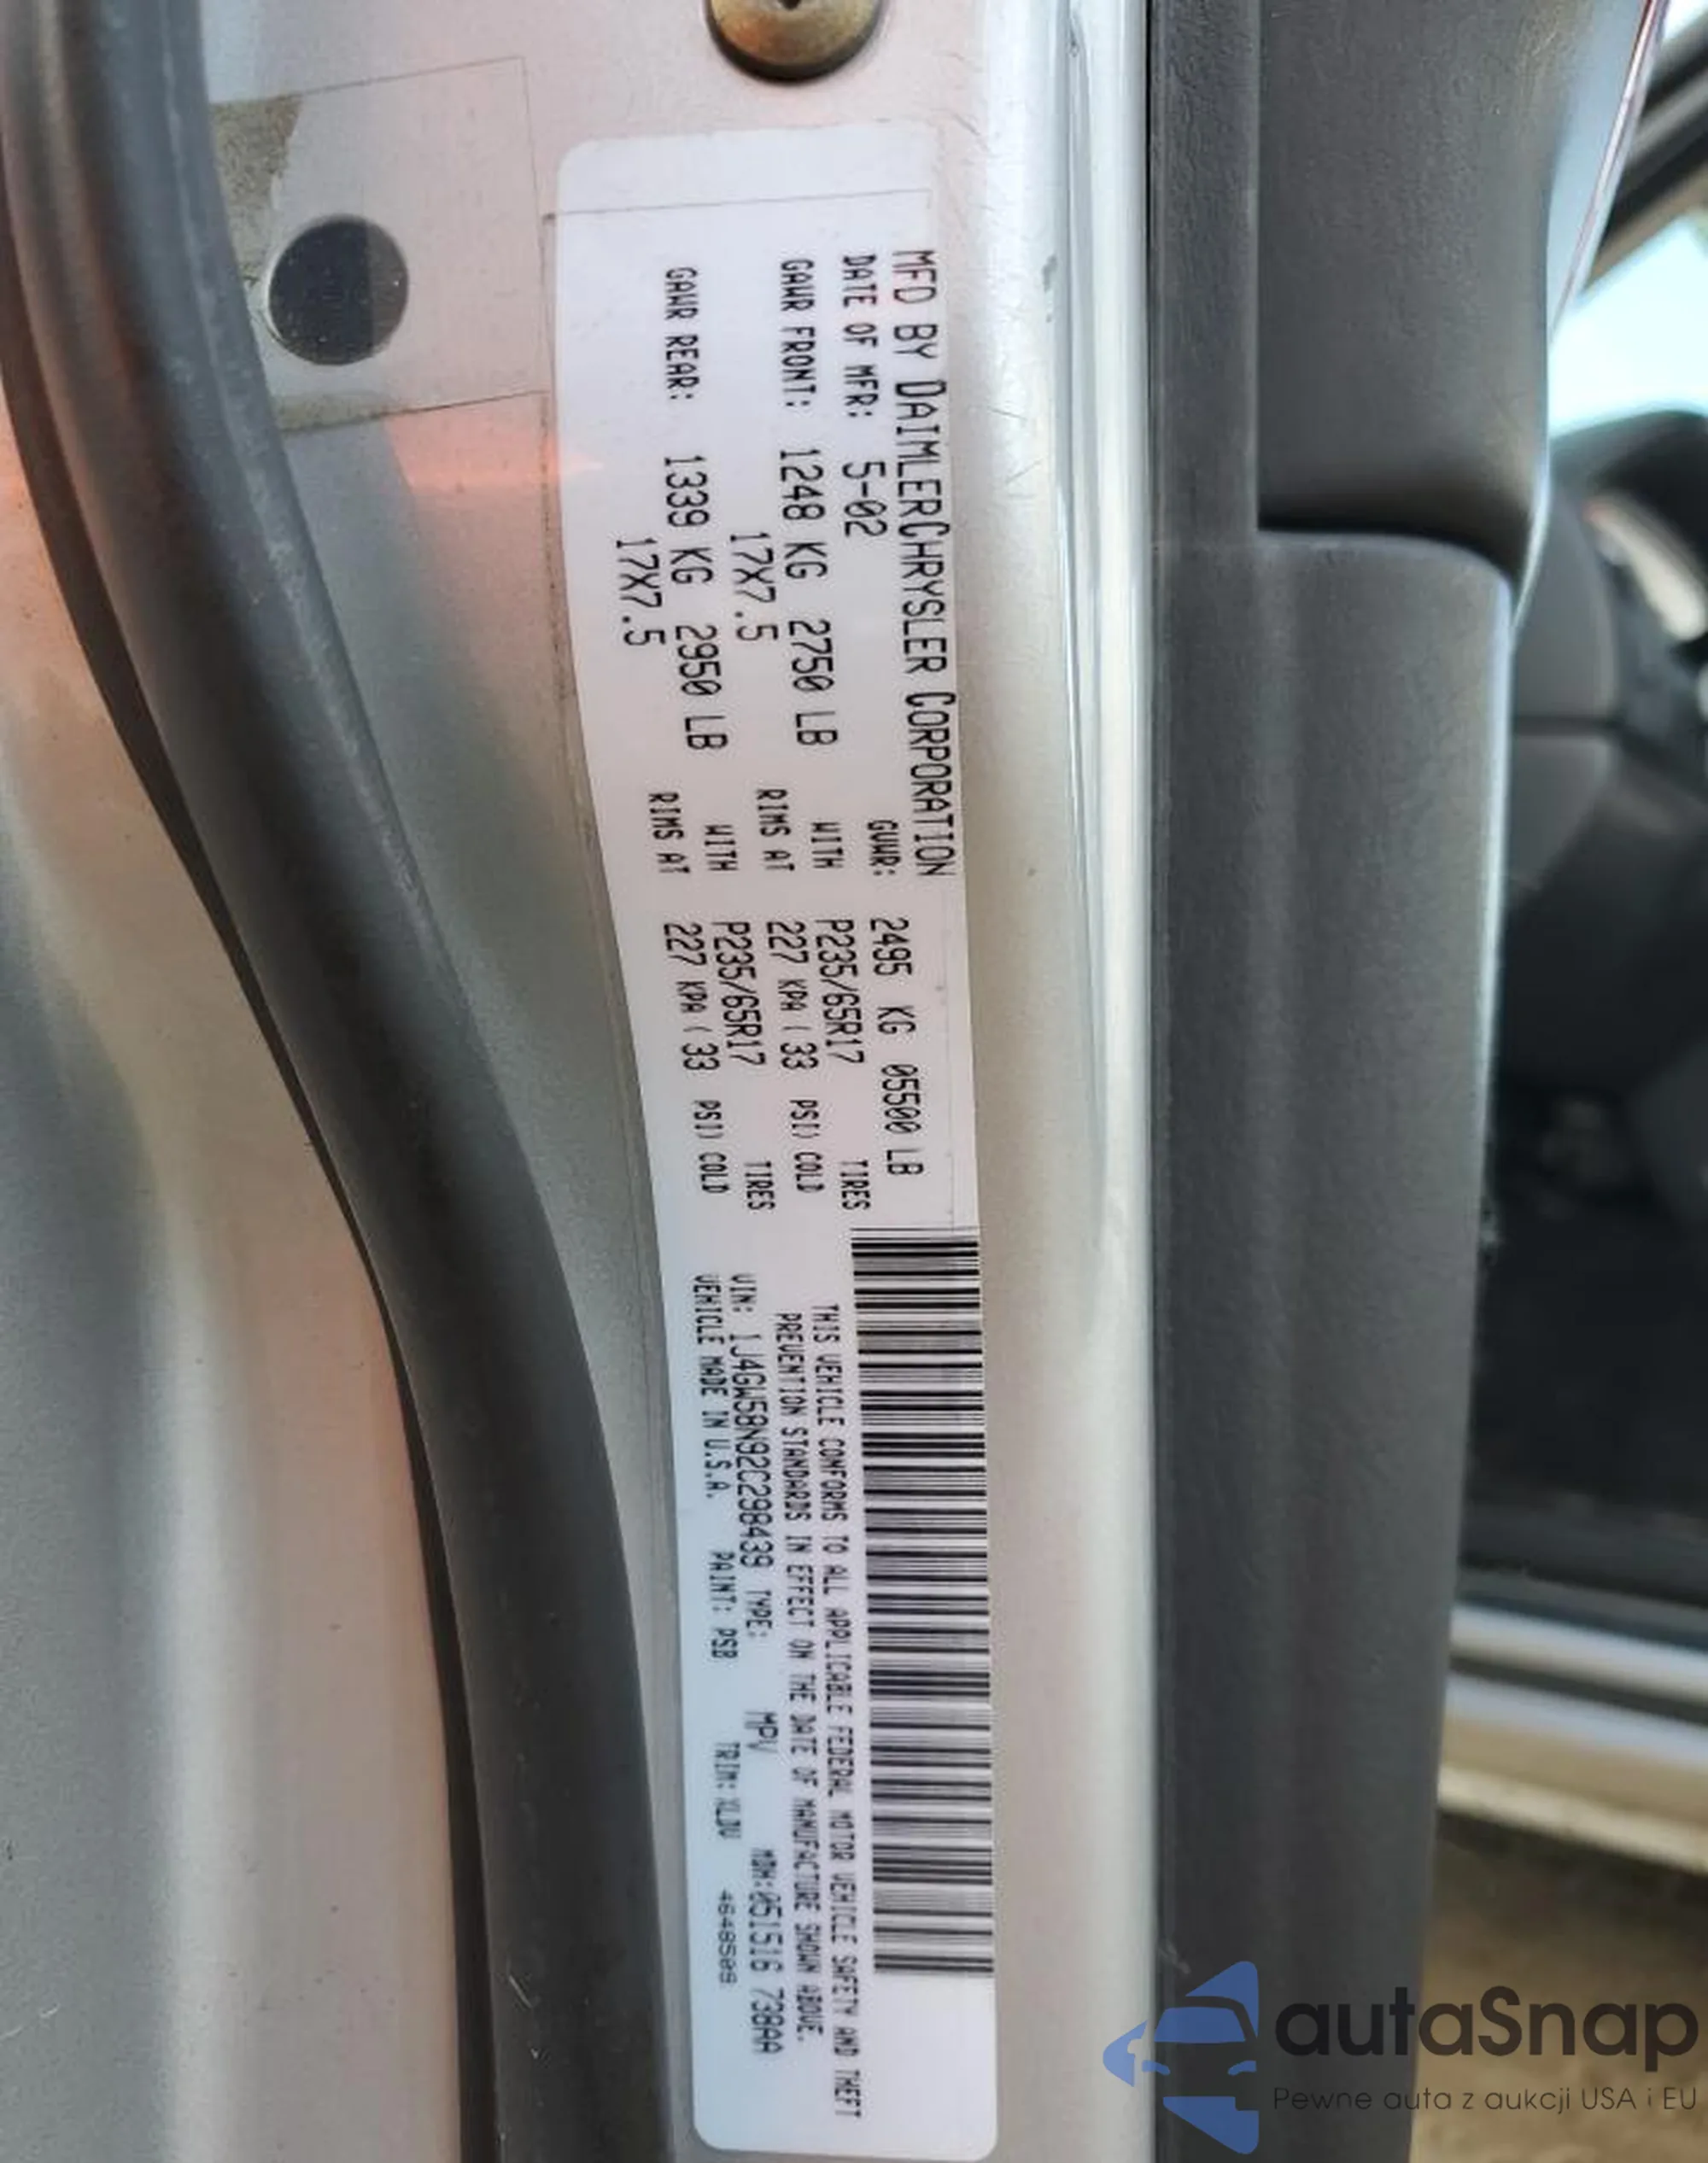 MFD BY DAIMLERCHRYSLER CORPORATION
DATE OF MFR: 5-02 GVWR: 2495 KG 05500 LB
GAWR FRONT: 1248 KG 2750 LB WITH P235/65R17 TIRES
17X7.5 RIMS AT 227 KPA ( 33 PSI) COLD
GAWR REAR: 1339 KG 2950 LB WITH P235/65R17 TIRES
17X7.5 RIMS AT 227 KPA ( 33 PSI) COLD
THIS VEHICLE CONFORMS TO ALL APPLICABLE FEDERAL MOTOR VEHICLE SAFETY AND THEFT
PREVENTION STANDARDS IN EFFECT ON THE DATE OF MANUFACTURE SHOWN ABOVE.
VIN: 1J4GW58N92C298439 TYPE: MPV MDH: 051516 738AA
VEHICLE MADE IN U.S.A. PAINT: PSB TRIM: XLDV 4648509
autaSnap
Pewne auta z aukcji USA i EU